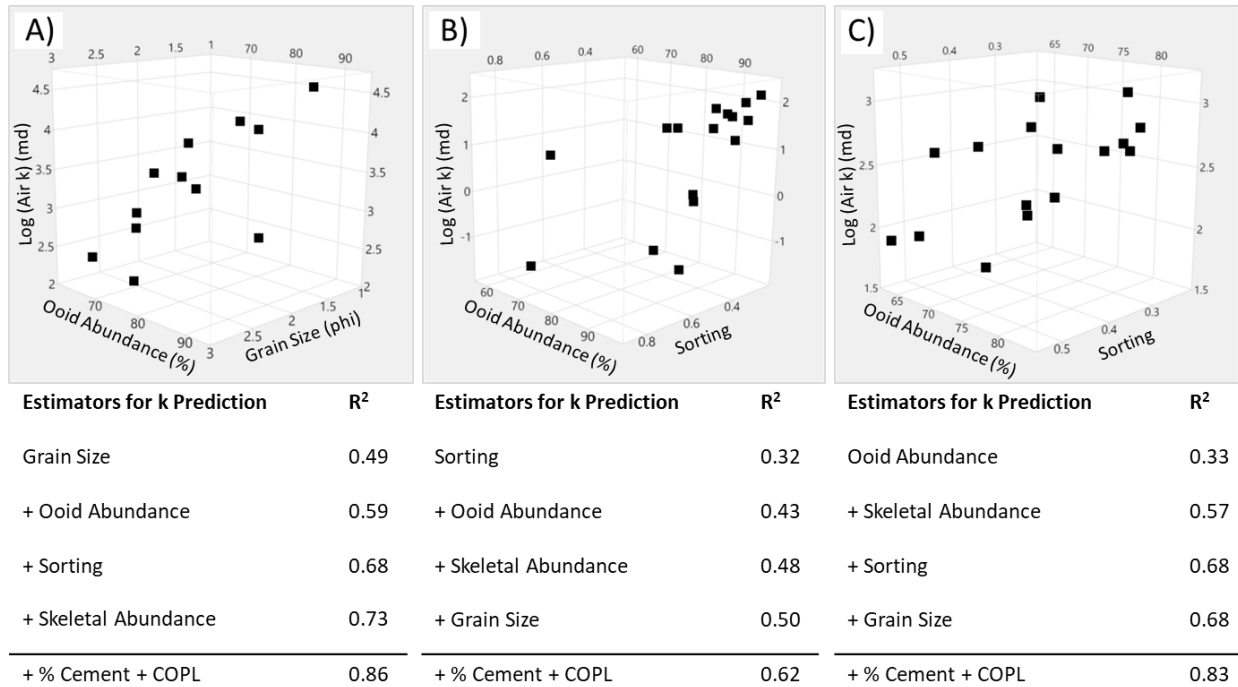 A)
3 2.5 2 1.5 1 70 80 90
4.5 4 3.5 3 2.5 2
Log (Air k) (md)
4.5 4 3.5 3 2.5 2
70 80 90
Ooid Abundance (%)
3 2.5 2 1.5 1
Grain Size (phi)
B)
0.8 0.6 0.4 60 70 80 90
2 1 0 -1
Log (Air k) (md)
2 1 0 -1
60 70 80 90
Ooid Abundance (%)
0.8 0.6 0.4
Sorting
C)
0.5 0.4 0.3 65 70 75 80
3 2.5 2 1.5
Log (Air k) (md)
3 2.5 2 1.5
65 70 75 80
Ooid Abundance (%)
0.5 0.4 0.3
Sorting
Estimators for k Prediction R²
Grain Size 0.49
+ Ooid Abundance 0.59
+ Sorting 0.68
+ Skeletal Abundance 0.73
+ % Cement + COPL 0.86
Estimators for k Prediction R²
Sorting 0.32
+ Ooid Abundance 0.43
+ Skeletal Abundance 0.48
+ Grain Size 0.50
+ % Cement + COPL 0.62
Estimators for k Prediction R²
Ooid Abundance 0.33
+ Skeletal Abundance 0.57
+ Sorting 0.68
+ Grain Size 0.68
+ % Cement + COPL 0.83